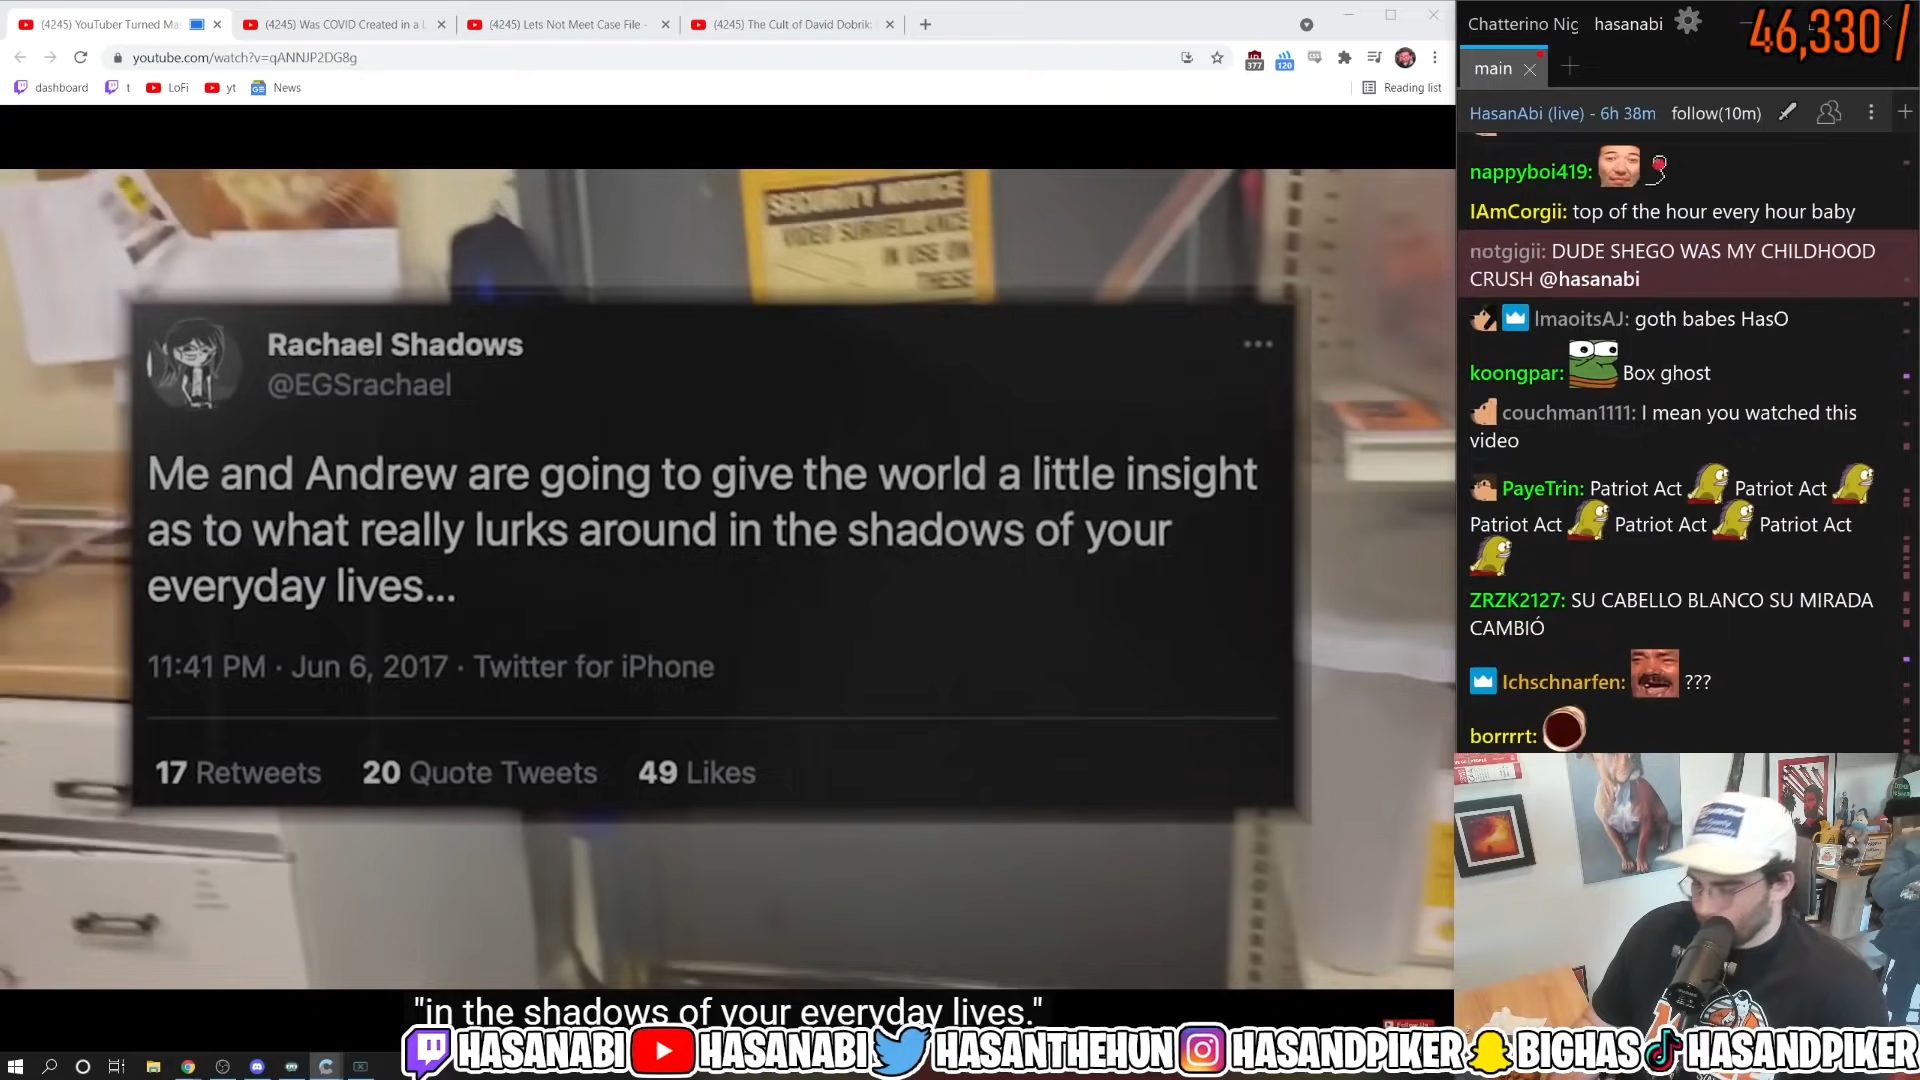 (4245) YouTuber Turned Mas
(4245) Was COVID Created in a L
(4245) Lets Not Meet Case File -
(4245) The Cult of David Dobrik:
youtube.com/watch?v=qANNJP2DG8g
377
120
dashboard
t
LoFi
yt
News
Reading list
SECURITY NOTICE
VIDEO SURVEILLANCE
IN USE ON
THESE
Rachael Shadows
@EGSrachael
Me and Andrew are going to give the world a little insight
as to what really lurks around in the shadows of your
everyday lives...
11:41 PM · Jun 6, 2017 · Twitter for iPhone
17 Retweets 20 Quote Tweets 49 Likes
"in the shadows of your everyday lives."
Chatterino Nig
hasanabi
46,330 /
main
HasanAbi (live) - 6h 38m
follow(10m)
nappyboi419:
IAmCorgii: top of the hour every hour baby
notgigii: DUDE SHEGO WAS MY CHILDHOOD
CRUSH @hasanabi
lmaoitsAJ: goth babes HasO
koongpar: Box ghost
couchman1111: I mean you watched this
video
PayeTrin: Patriot Act Patriot Act
Patriot Act Patriot Act Patriot Act
ZRZK2127: SU CABELLO BLANCO SU MIRADA
CAMBIÓ
Ichschnarfen: ???
borrrrt:
HASANABI HASANABI HASANTHEHUN HASANDPIKER BIGHAS HASANDPIKER